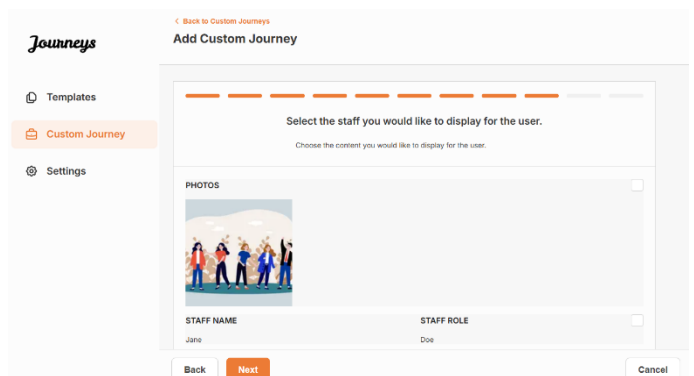 < Back to Custom Journeys
Journeys
Add Custom Journey
Templates
Custom Journey
Settings
Select the staff you would like to display for the user.
Choose the content you would like to display for the user.
PHOTOS
STAFF NAME STAFF ROLE
Jane Doe
Back Next Cancel